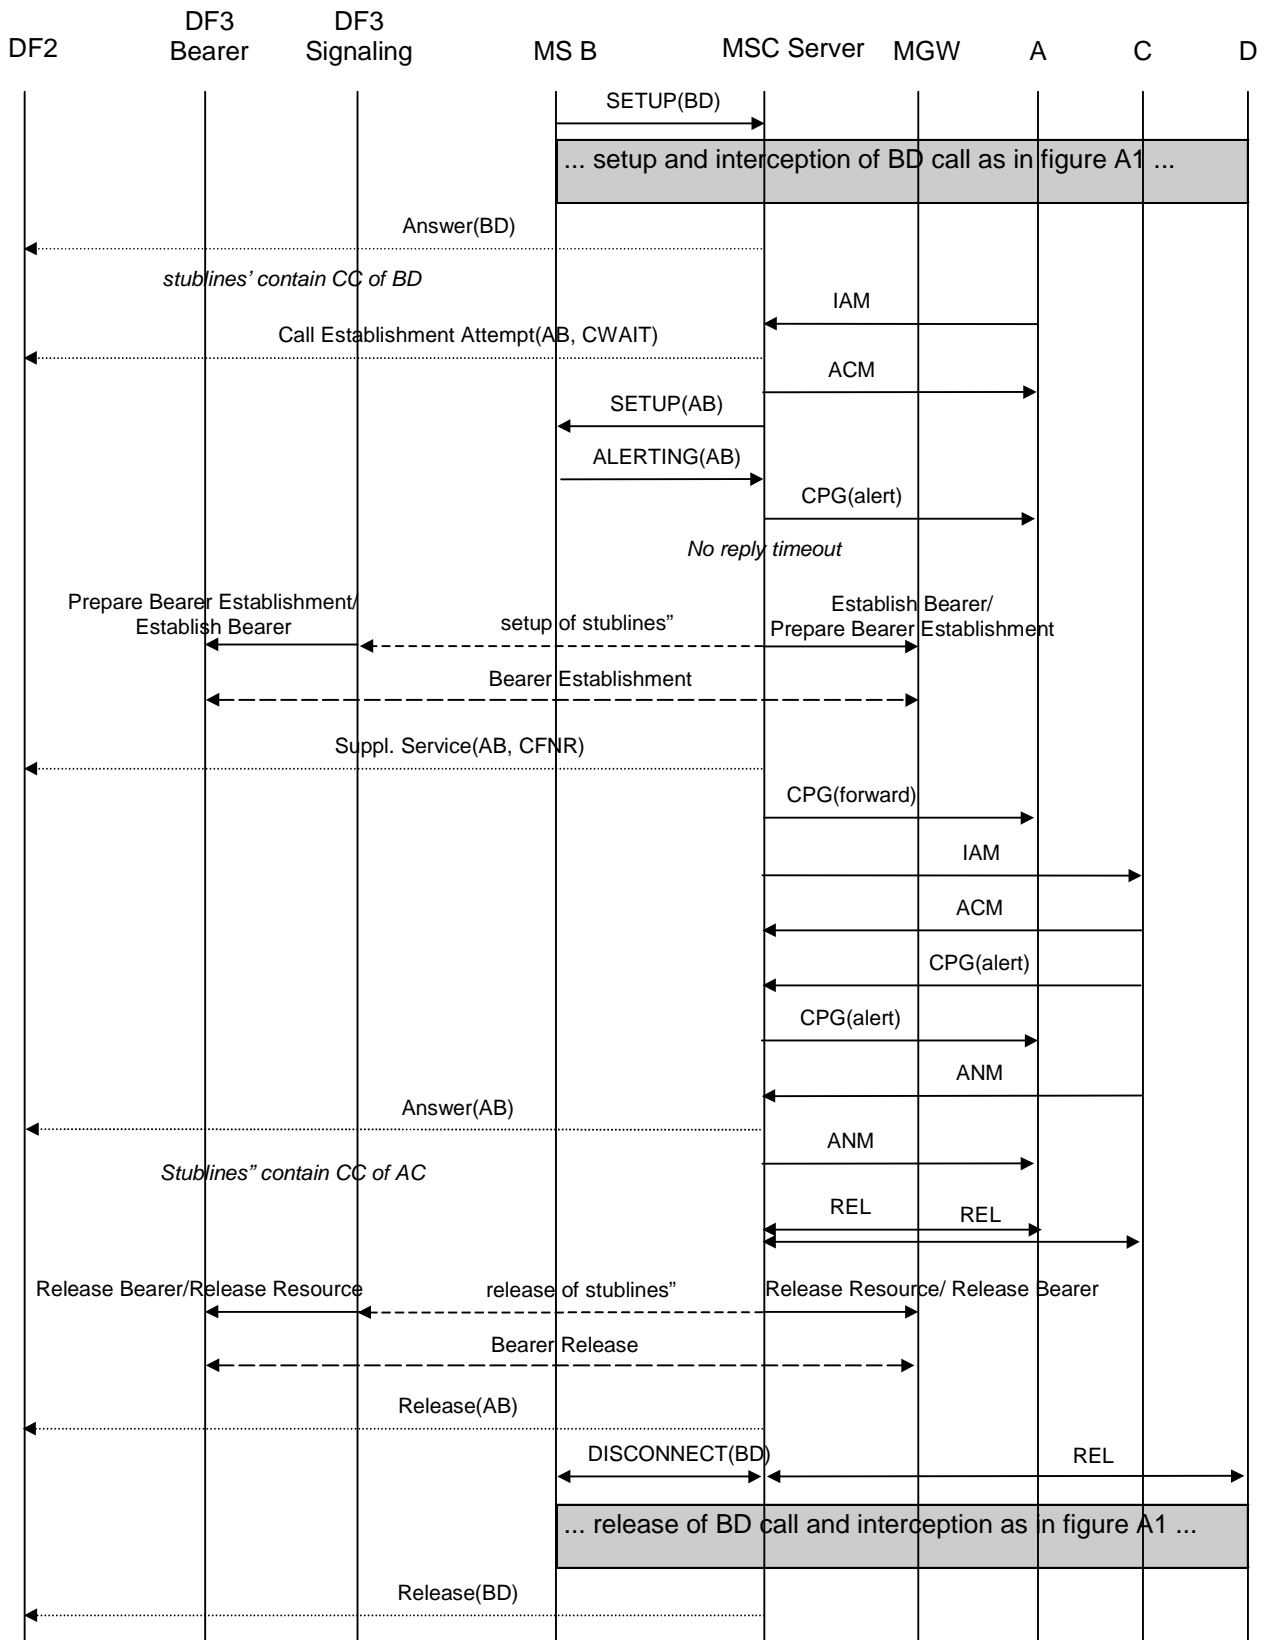 DF2
DF3
Bearer
DF3
Signaling
MS B
MSC Server
MGW
A
C
D
SETUP(BD)
... setup and interception of BD call as in figure A1 ...
Answer(BD)
stublines’ contain CC of BD
IAM
Call Establishment Attempt(AB, CWAIT)
ACM
SETUP(AB)
ALERTING(AB)
CPG(alert)
No reply timeout
Prepare Bearer Establishment/
Establish Bearer
setup of stublines”
Establish Bearer/
Prepare Bearer Establishment
Bearer Establishment
Suppl. Service(AB, CFNR)
CPG(forward)
IAM
ACM
CPG(alert)
CPG(alert)
ANM
Answer(AB)
ANM
Stublines” contain CC of AC
REL
REL
Release Bearer/Release Resource
release of stublines”
Release Resource/ Release Bearer
Bearer Release
Release(AB)
DISCONNECT(BD)
REL
... release of BD call and interception as in figure A1 ...
Release(BD)